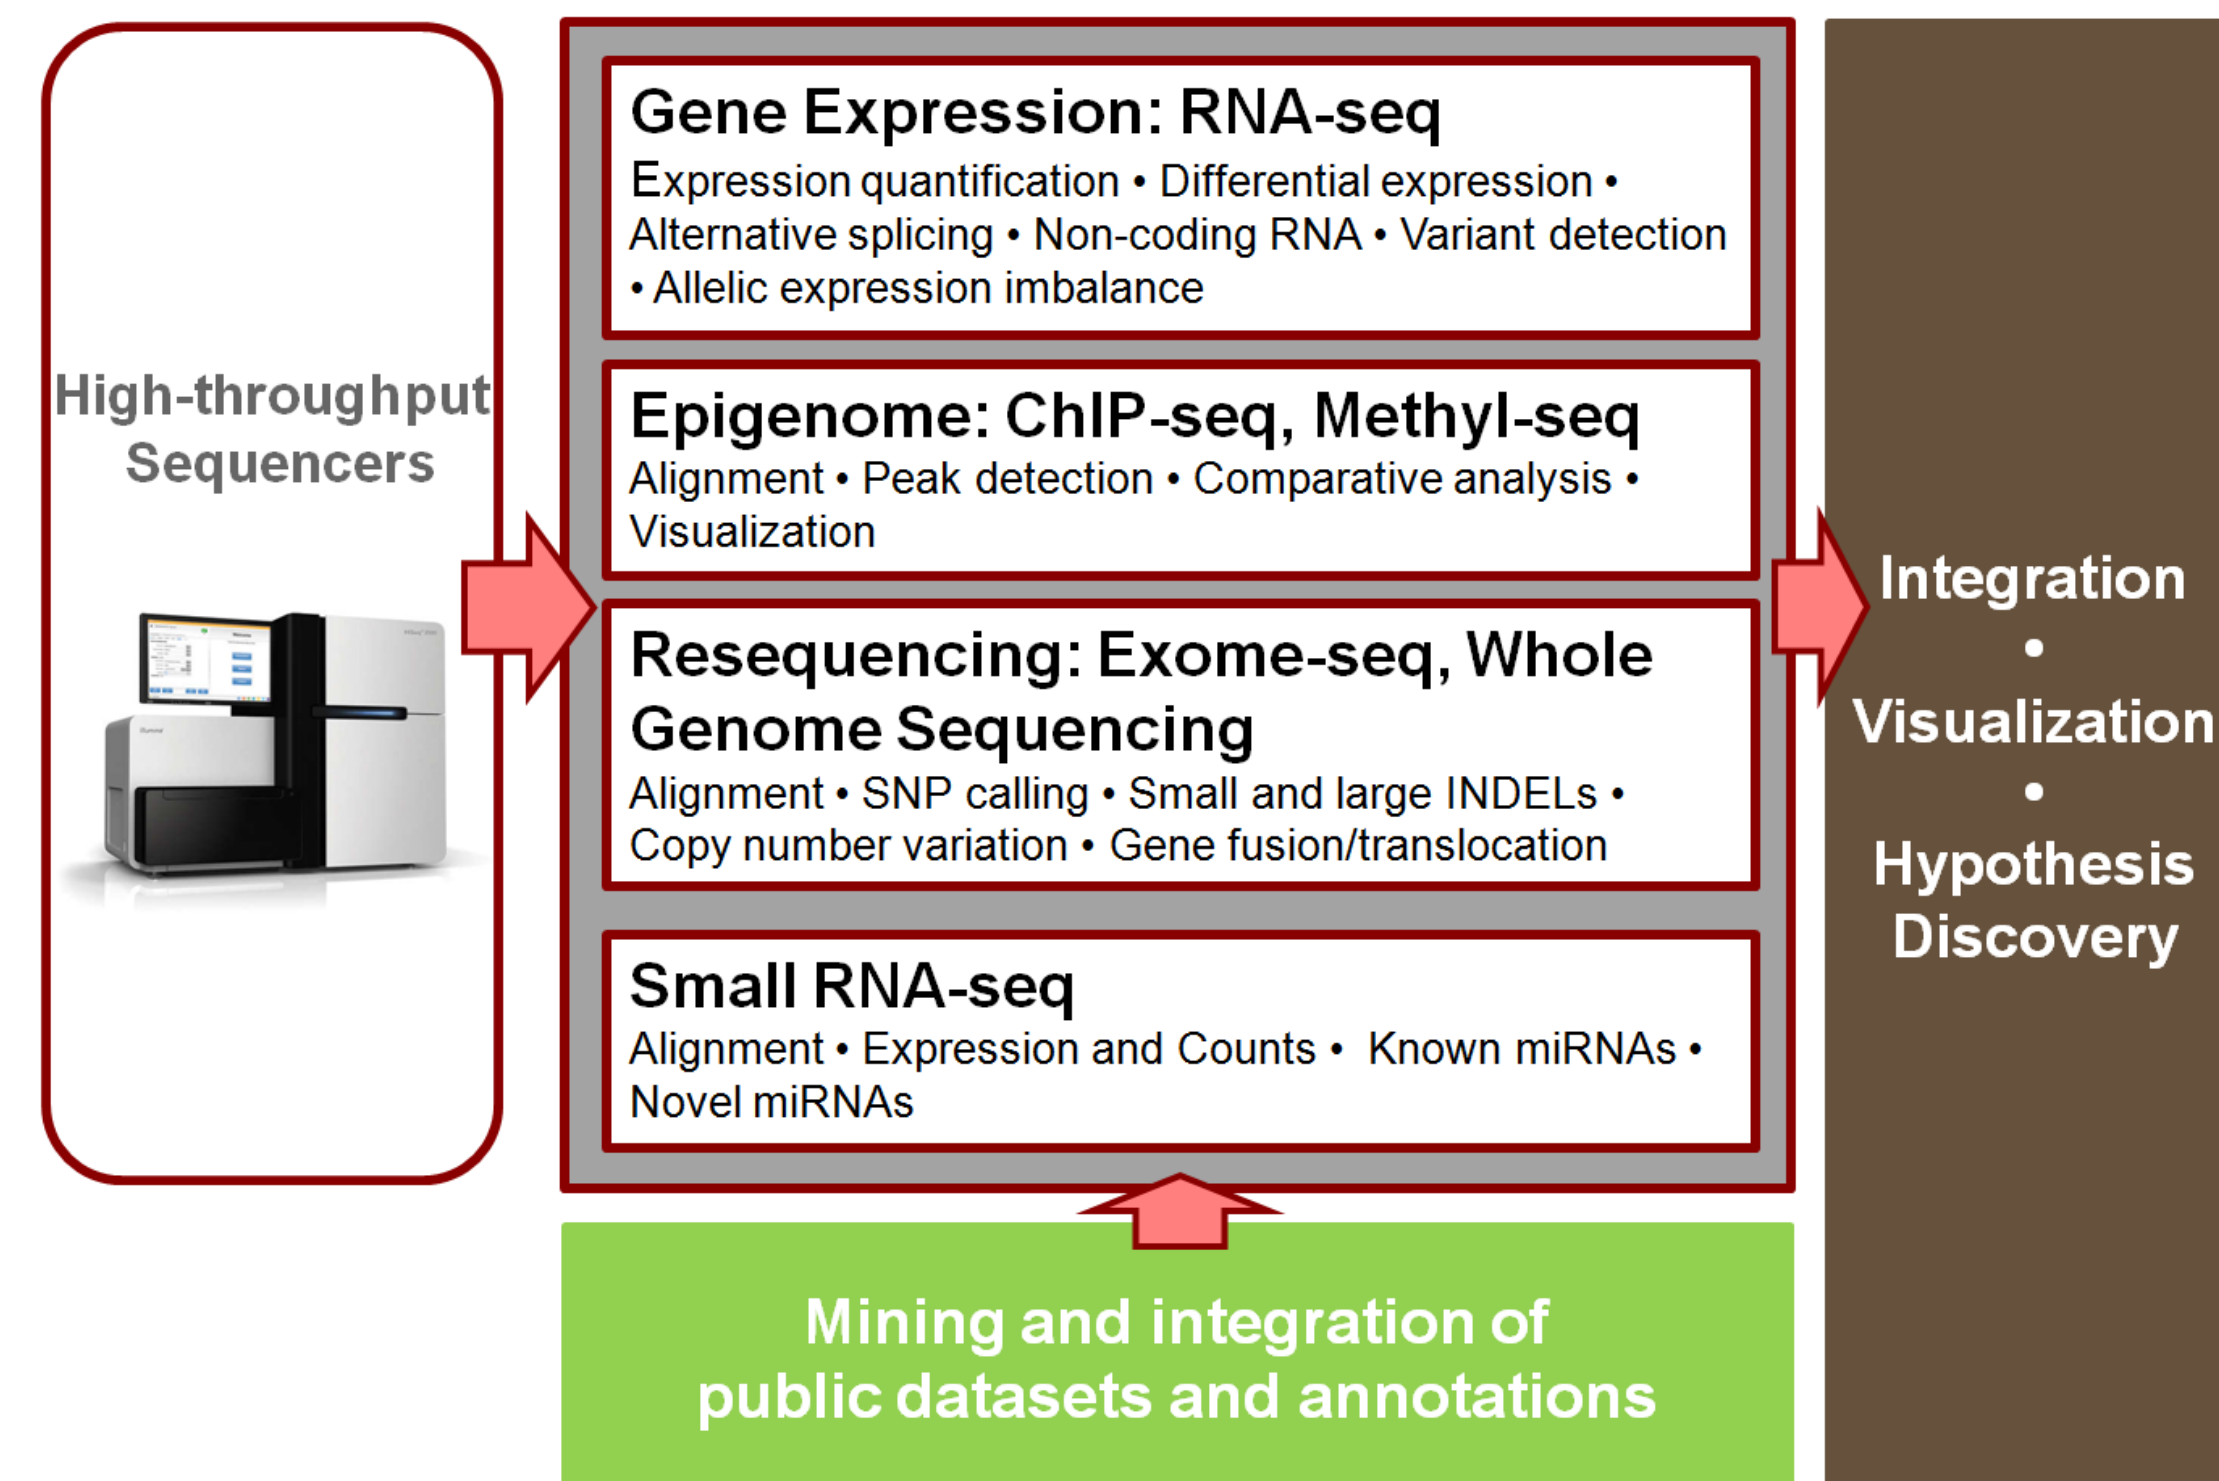 High-throughput
Sequencers
Gene Expression: RNA-seq
Expression quantification • Differential expression •
Alternative splicing • Non-coding RNA • Variant detection
• Allelic expression imbalance
Epigenome: ChIP-seq, Methyl-seq
Alignment • Peak detection • Comparative analysis •
Visualization
Resequencing: Exome-seq, Whole
Genome Sequencing
Alignment • SNP calling • Small and large INDELs •
Copy number variation • Gene fusion/translocation
Small RNA-seq
Alignment • Expression and Counts • Known miRNAs •
Novel miRNAs
Mining and integration of
public datasets and annotations
Integration
•
Visualization
•
Hypothesis
Discovery